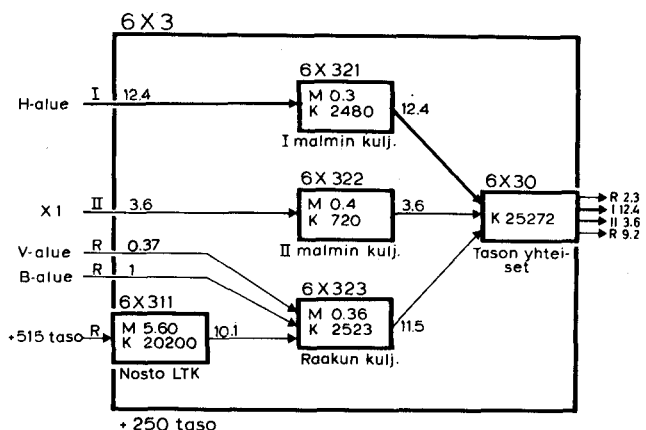 6X3
6X321
H-alue I 12.4
M 0.3
K 2480
12.4
I malmin kulj.
6X322
X1 II 3.6
M 0.4
K 720
3.6
II malmin kulj.
6X30
K 25272
Tason yhtei-
set
R 2.3
I 12.4
II 3.6
R 9.2
V-alue R 0.37
B-alue R 1
6X311
+515 taso R
M 5.60
K 20200
10.1
Nosto LTK
6X323
M 0.36
K 2523
11.5
Raakun kulj.
+250 taso